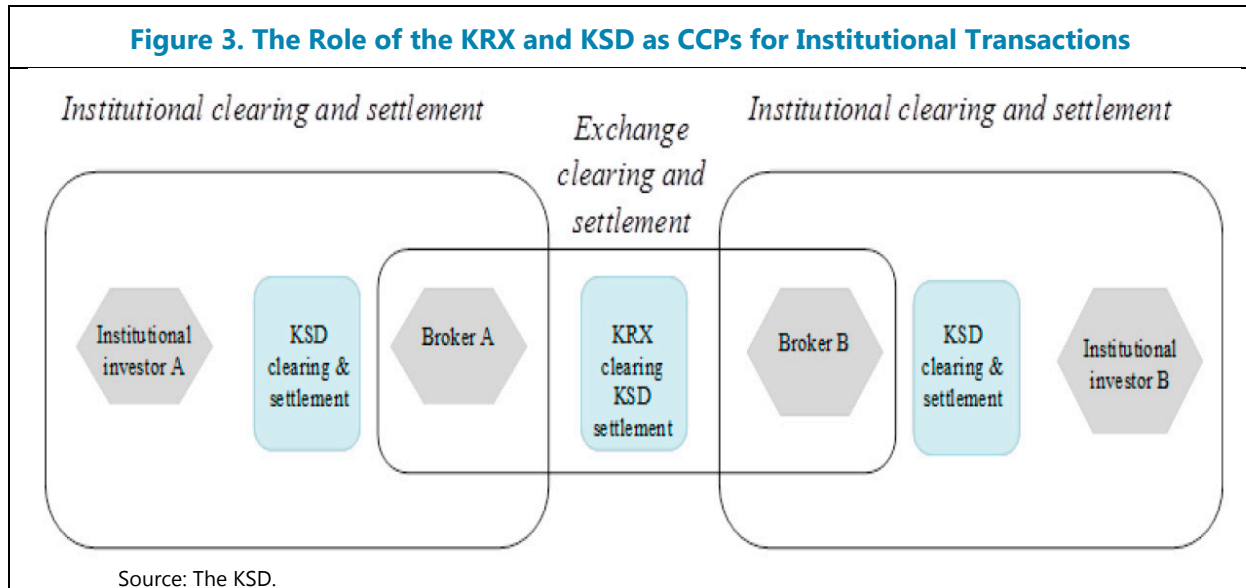 Figure 3. The Role of the KRX and KSD as CCPs for Institutional Transactions
Institutional clearing and settlement
Exchange
clearing and
settlement
Institutional clearing and settlement
Institutional
investor A
KSD
clearing &
settlement
Broker A
KRX
clearing
KSD
settlement
Broker B
KSD
clearing &
settlement
Institutional
investor B
Source: The KSD.